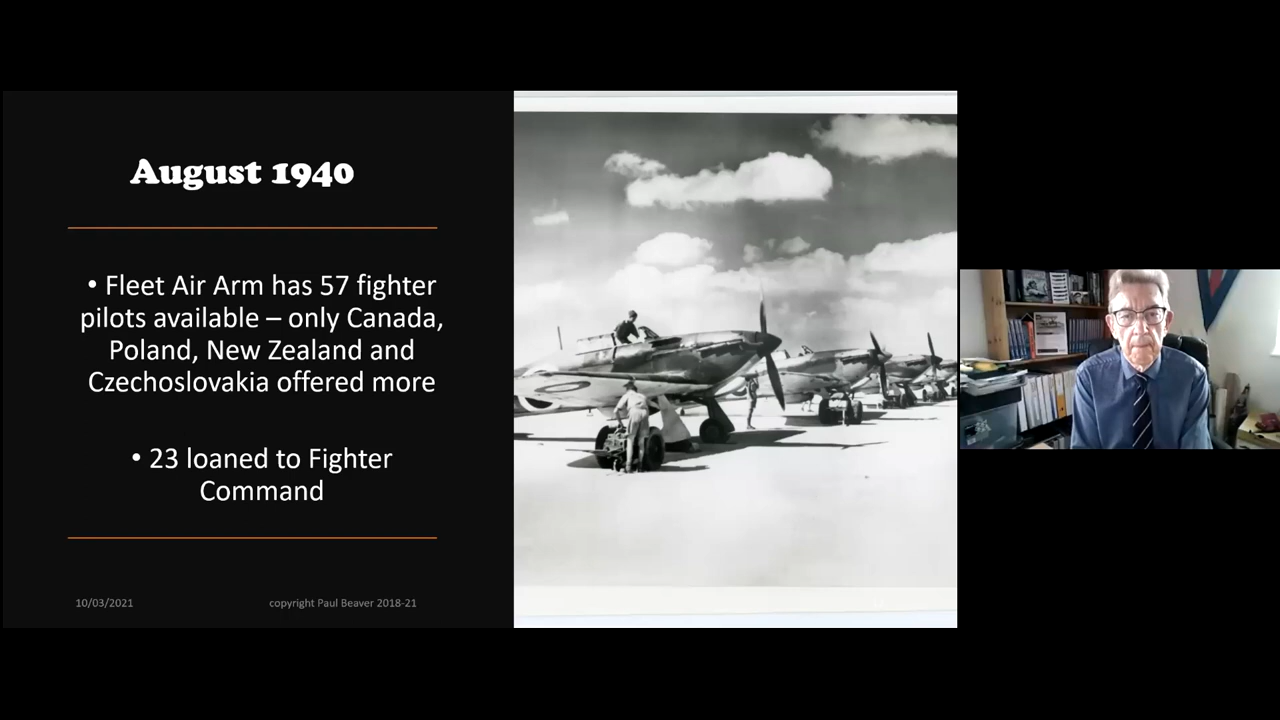 August 1940
• Fleet Air Arm has 57 fighter
pilots available – only Canada,
Poland, New Zealand and
Czechoslovakia offered more
• 23 loaned to Fighter
Command
10/03/2021
copyright Paul Beaver 2018-21